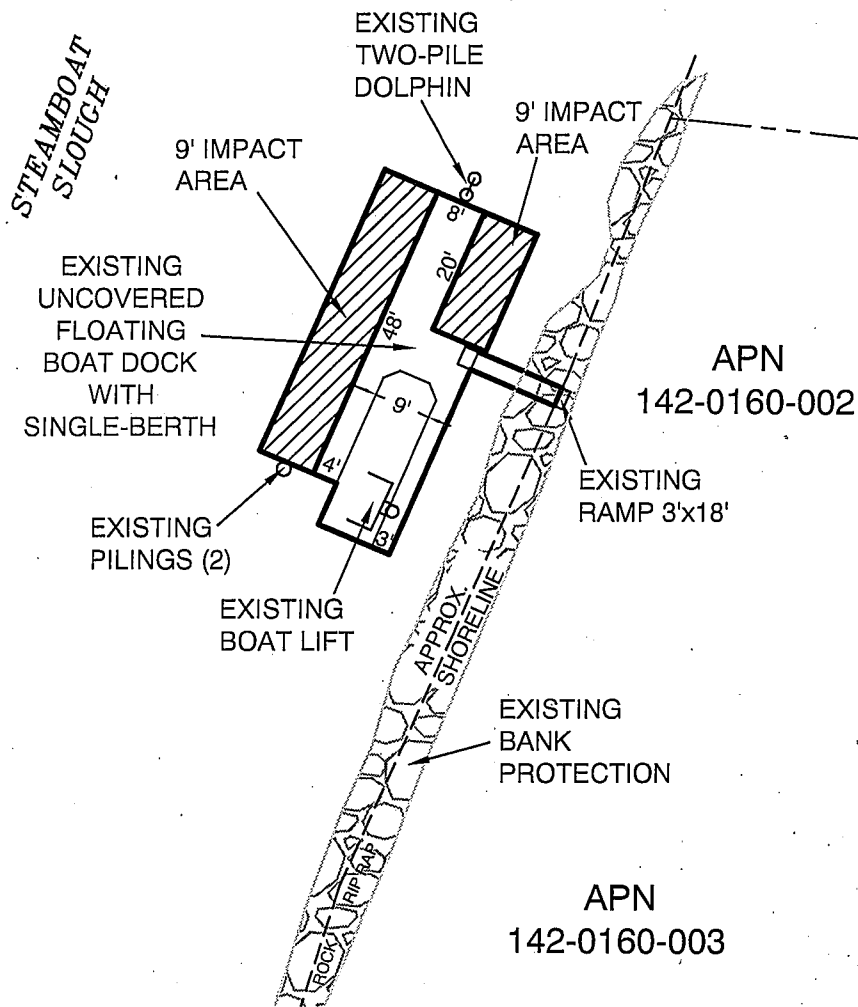 STEAMBOAT
SLOUGH
EXISTING
TWO-PILE
DOLPHIN
9' IMPACT
AREA
9' IMPACT
AREA
8'
20'
48'
EXISTING
UNCOVERED
FLOATING
BOAT DOCK
WITH
SINGLE-BERTH
9'
4'
3'
APN
142-0160-002
EXISTING
RAMP 3'x18'
EXISTING
PILINGS (2)
EXISTING
BOAT LIFT
APPROX.
SHORELINE
EXISTING
BANK
PROTECTION
ROCK RIP RAP
APN
142-0160-003